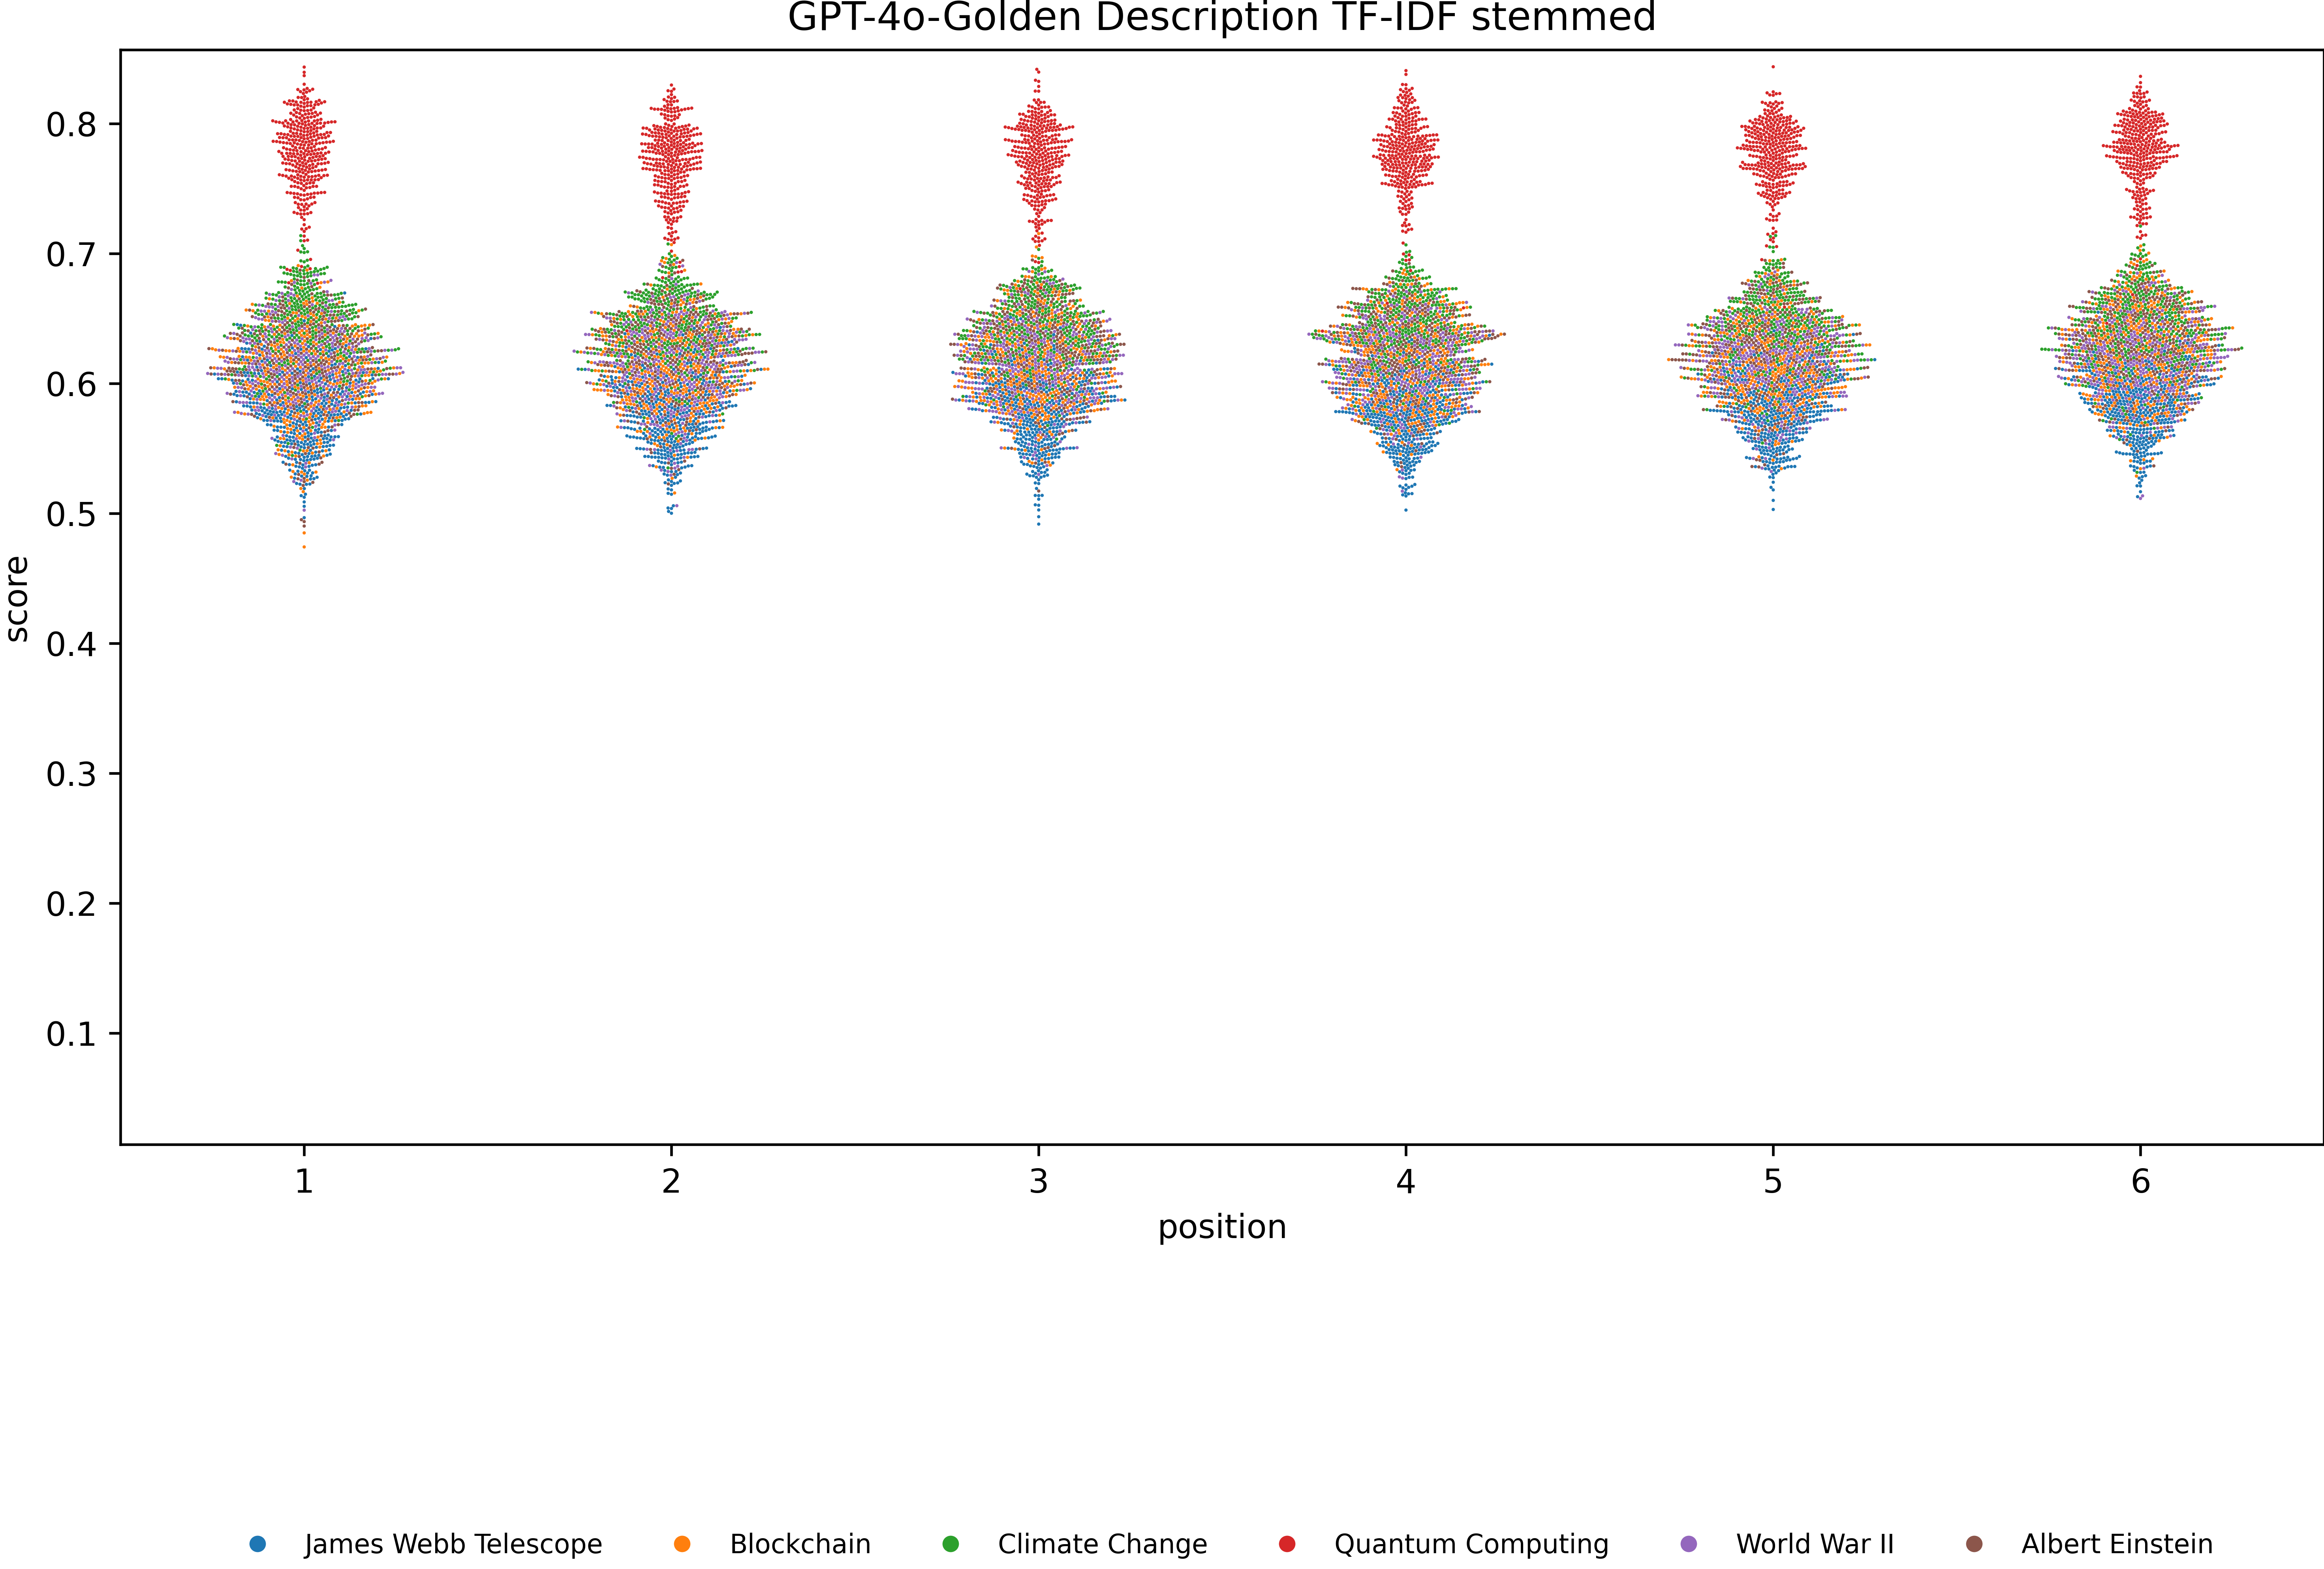 GPT-4o-Golden Description TF-IDF stemmed
0.8
0.7
0.6
0.5
0.4
0.3
0.2
0.1
score
1 2 3 4 5 6
position
James Webb Telescope Blockchain Climate Change Quantum Computing World War II Albert Einstein